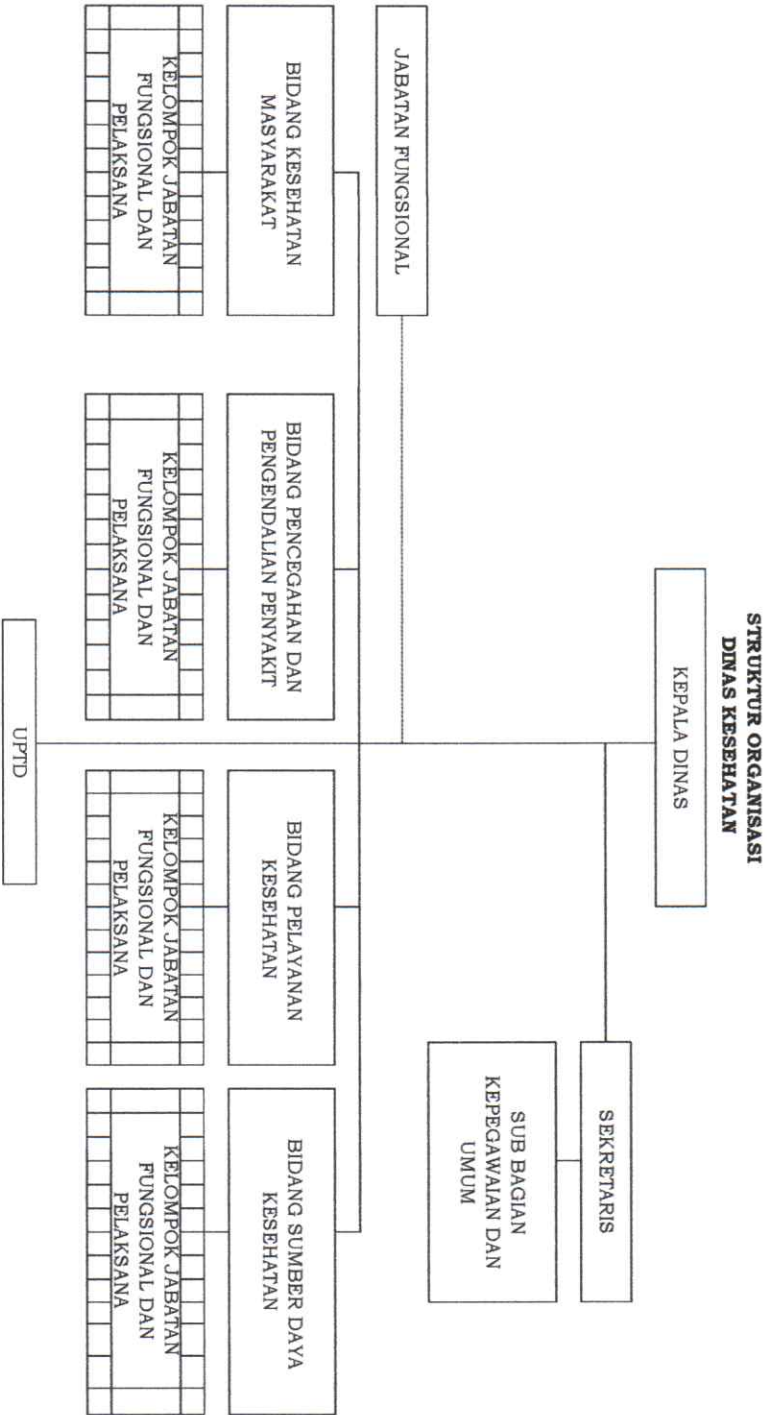 STRUKTUR ORGANISASI
DINAS KESEHATAN
KEPALA DINAS
SEKRETARIS
SUB BAGIAN
KEPEGAWAIAN DAN
UMUM
JABATAN FUNGSIONAL
BIDANG KESEHATAN
MASYARAKAT
BIDANG PENCEGAHAN DAN
PENGENDALIAN PENYAKIT
BIDANG PELAYANAN
KESEHATAN
BIDANG SUMBER DAYA
KESEHATAN
KELOMPOK JABATAN
FUNGSIONAL DAN
PELAKSANA
KELOMPOK JABATAN
FUNGSIONAL DAN
PELAKSANA
KELOMPOK JABATAN
FUNGSIONAL DAN
PELAKSANA
KELOMPOK JABATAN
FUNGSIONAL DAN
PELAKSANA
UPTD